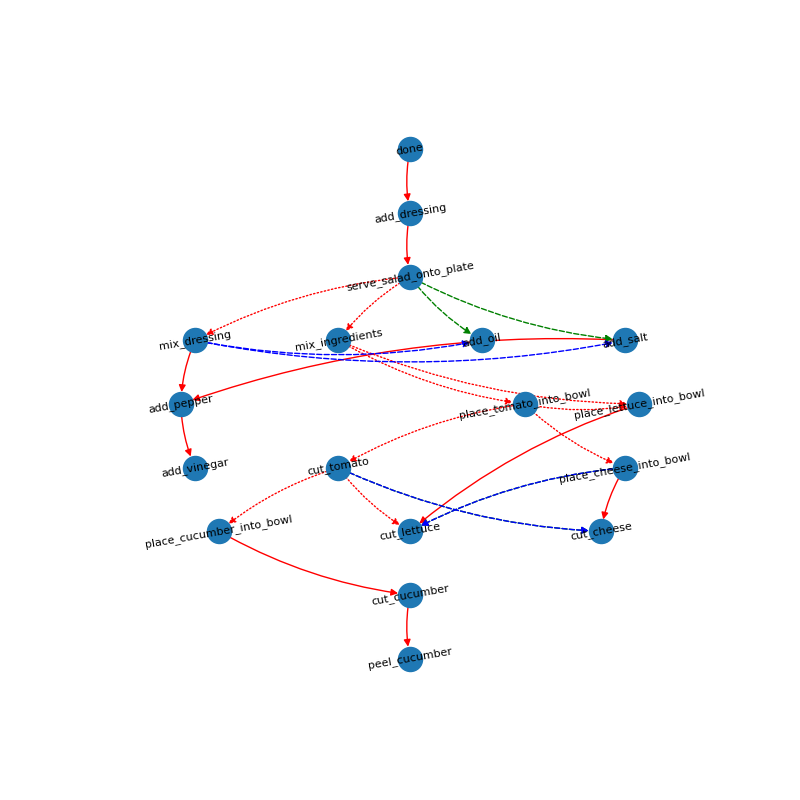 done
add_dressing
serve_salad_onto_plate
mix_dressing
mix_ingredients
add_oil
add_salt
add_pepper
place_tomato_into_bowl
place_lettuce_into_bowl
add_vinegar
cut_tomato
place_cheese_into_bowl
place_cucumber_into_bowl
cut_lettuce
cut_cheese
cut_cucumber
peel_cucumber